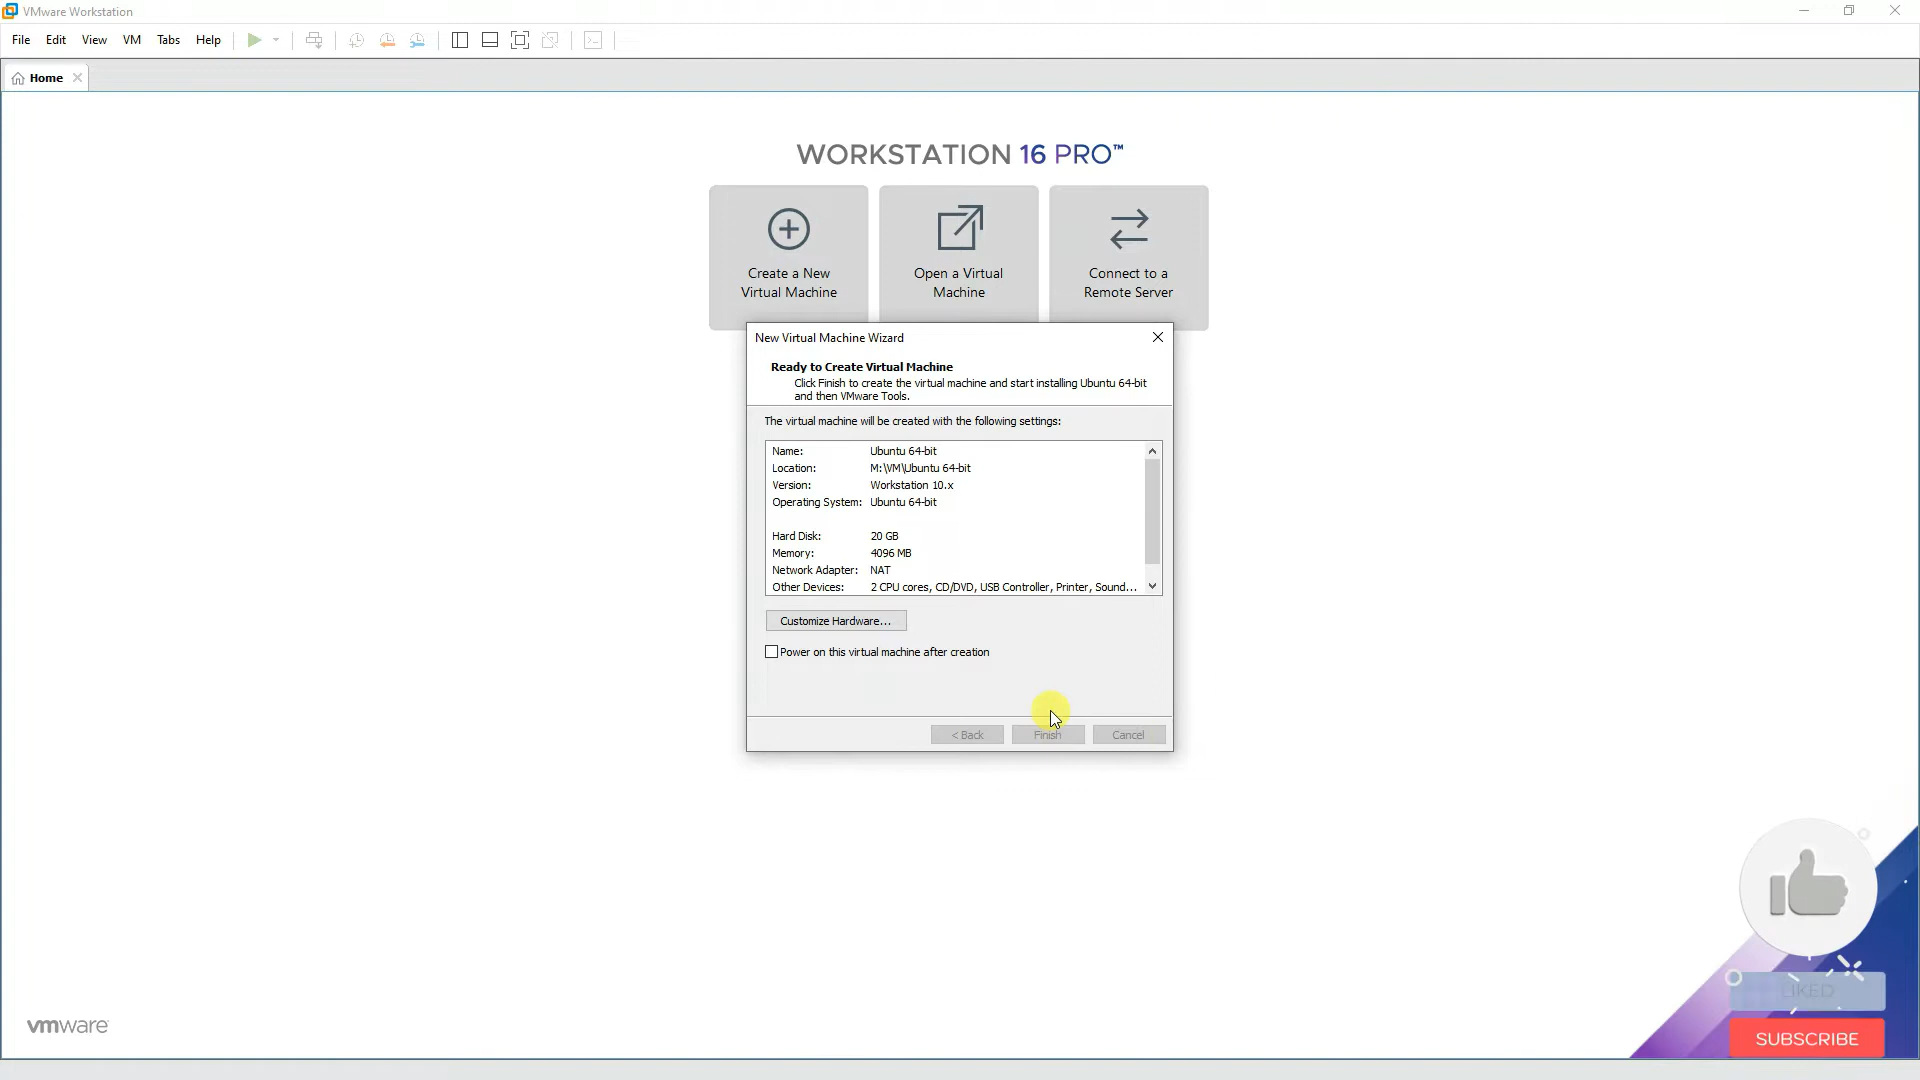 VMware Workstation
File Edit View VM Tabs Help
Home
WORKSTATION 16 PRO™
Create a New
Virtual Machine
Open a Virtual
Machine
Connect to a
Remote Server
New Virtual Machine Wizard
Ready to Create Virtual Machine
Click Finish to create the virtual machine and start installing Ubuntu 64-bit
and then VMware Tools.
The virtual machine will be created with the following settings:
Name: Ubuntu 64-bit
Location: M:\VM\Ubuntu 64-bit
Version: Workstation 10.x
Operating System: Ubuntu 64-bit
Hard Disk: 20 GB
Memory: 4096 MB
Network Adapter: NAT
Other Devices: 2 CPU cores, CD/DVD, USB Controller, Printer, Sound...
Customize Hardware...
Power on this virtual machine after creation
< Back Finish Cancel
LIKED
SUBSCRIBE
vmware